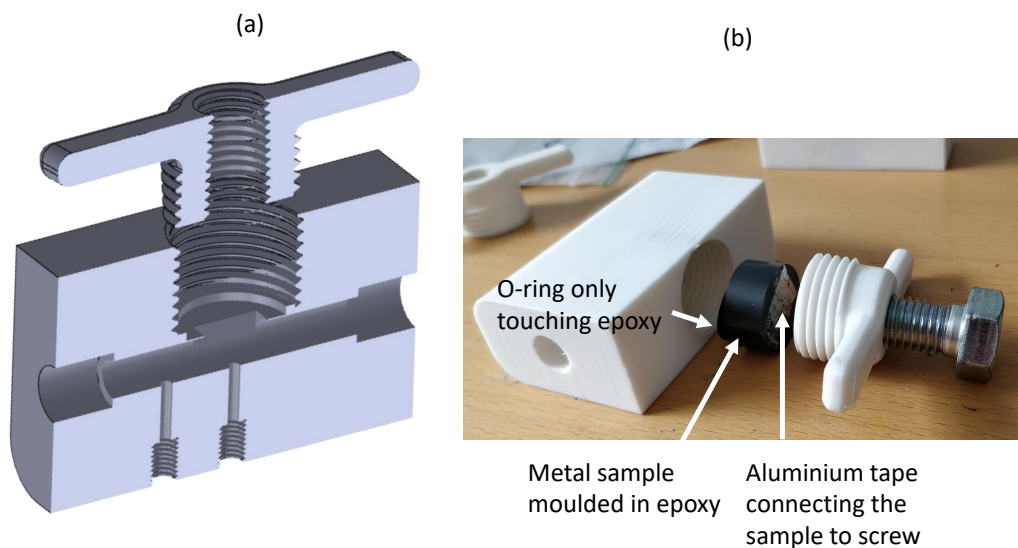 (a)
(b)
O-ring only
touching epoxy
Metal sample
moulded in epoxy
Aluminium tape
connecting the
sample to screw